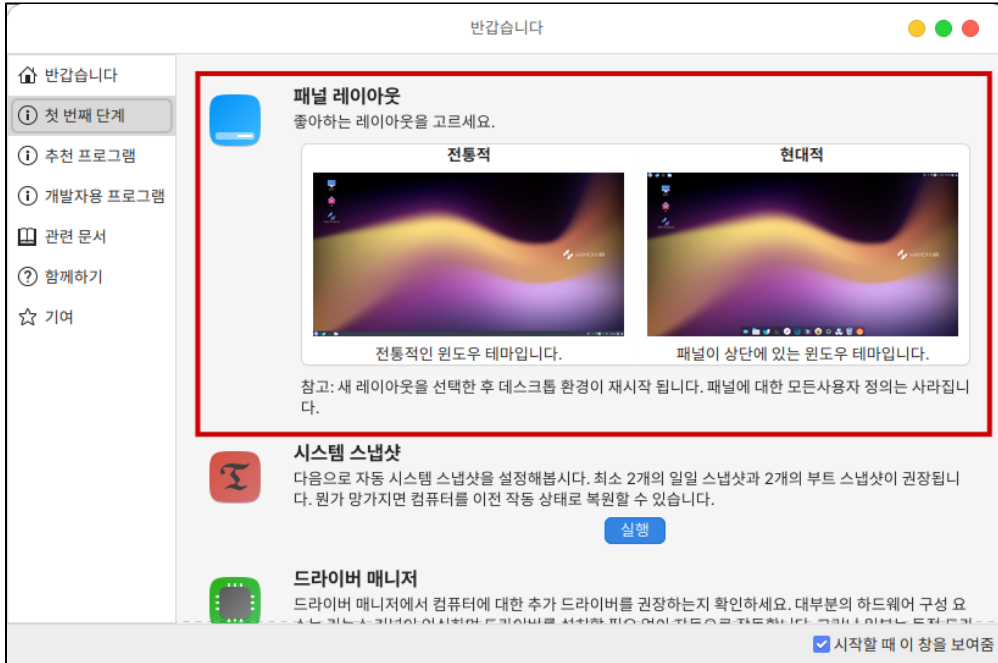 반갑습니다
반갑습니다
첫 번째 단계
추천 프로그램
개발자용 프로그램
관련 문서
함께하기
기여
패널 레이아웃
좋아하는 레이아웃을 고르세요.
전통적
현대적
전통적인 윈도우 테마입니다.
패널이 상단에 있는 윈도우 테마입니다.
참고: 새 레이아웃을 선택한 후 데스크톱 환경이 재시작 됩니다. 패널에 대한 모든사용자 정의는 사라집니
다.
시스템 스냅샷
다음으로 자동 시스템 스냅샷을 설정해봅시다. 최소 2개의 일일 스냅샷과 2개의 부트 스냅샷이 권장됩니
다. 뭔가 망가지면 컴퓨터를 이전 작동 상태로 복원할 수 있습니다.
실행
드라이버 매니저
드라이버 매니저에서 컴퓨터에 대한 추가 드라이버를 권장하는지 확인하세요. 대부분의 하드웨어 구성 요
시작할 때 이 창을 보여줌